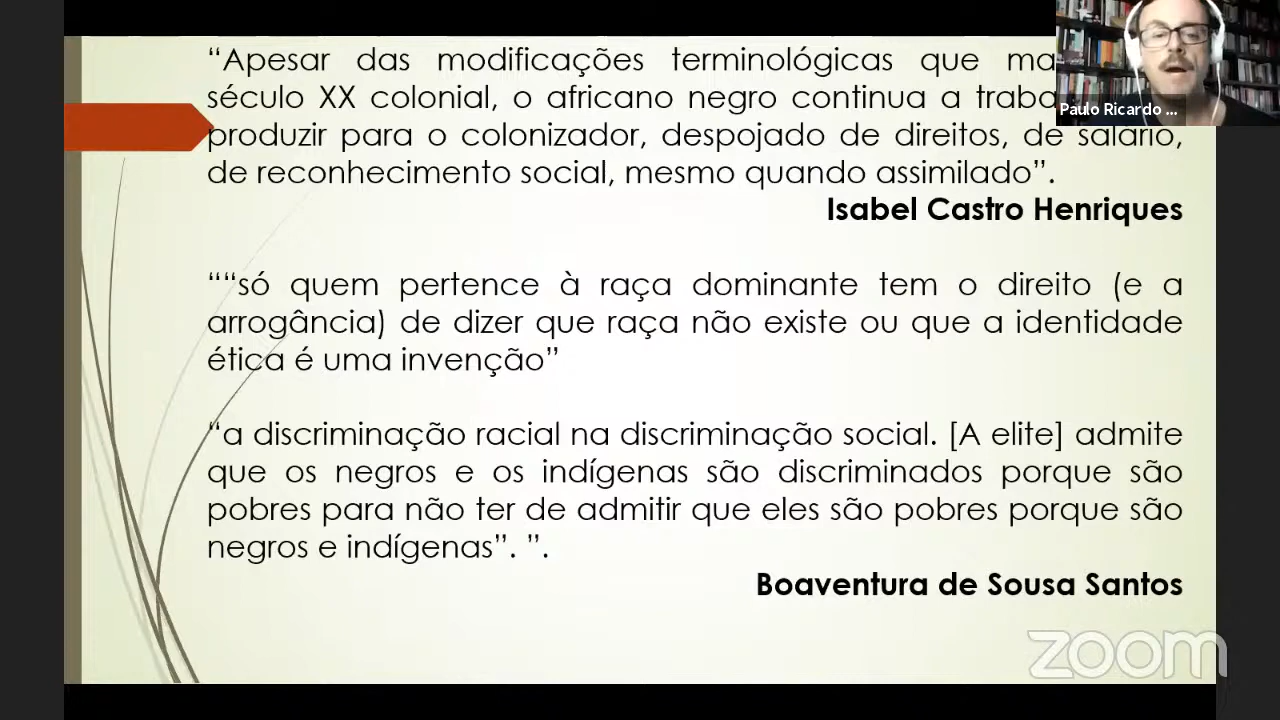 “Apesar das modificações terminológicas que
século XX colonial, o africano negro continua a
produzir para o colonizador, despojado de direitos, de salário,
de reconhecimento social, mesmo quando assimilado”.
Isabel Castro Henriques
““só quem pertence à raça dominante tem o direito (e a
arrogância) de dizer que raça não existe ou que a identidade
ética é uma invenção”
“a discriminação racial na discriminação social. [A elite] admite
que os negros e os indígenas são discriminados porque são
pobres para não ter de admitir que eles são pobres porque são
negros e indígenas”. ”.
Boaventura de Sousa Santos
Paulo Ricardo ...
zoom